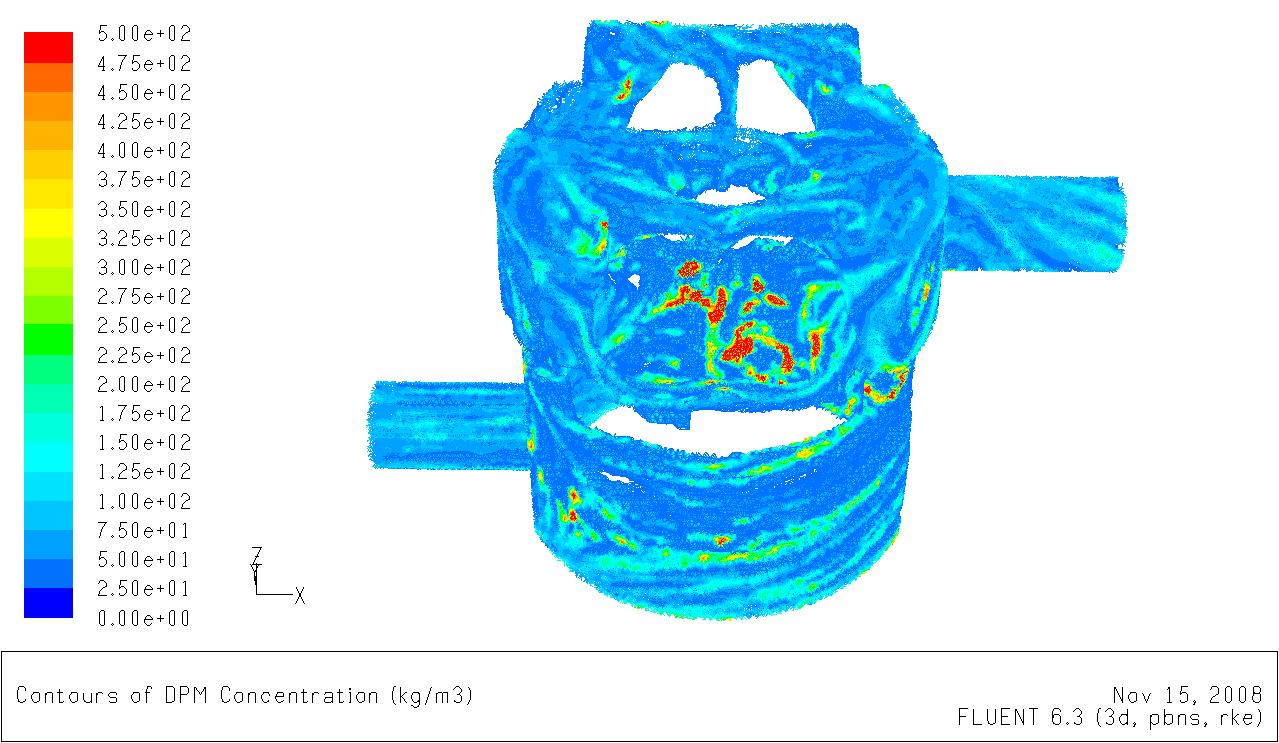 5.00e+02
4.75e+02
4.50e+02
4.25e+02
4.00e+02
3.75e+02
3.50e+02
3.25e+02
3.00e+02
2.75e+02
2.50e+02
2.25e+02
2.00e+02
1.75e+02
1.50e+02
1.25e+02
1.00e+02
7.50e+01
5.00e+01
2.50e+01
0.00e+00
Z
Y
X
Contours of DPM Concentration (kg/m3)
Nov 15, 2008
FLUENT 6.3 (3d, pbns, rke)